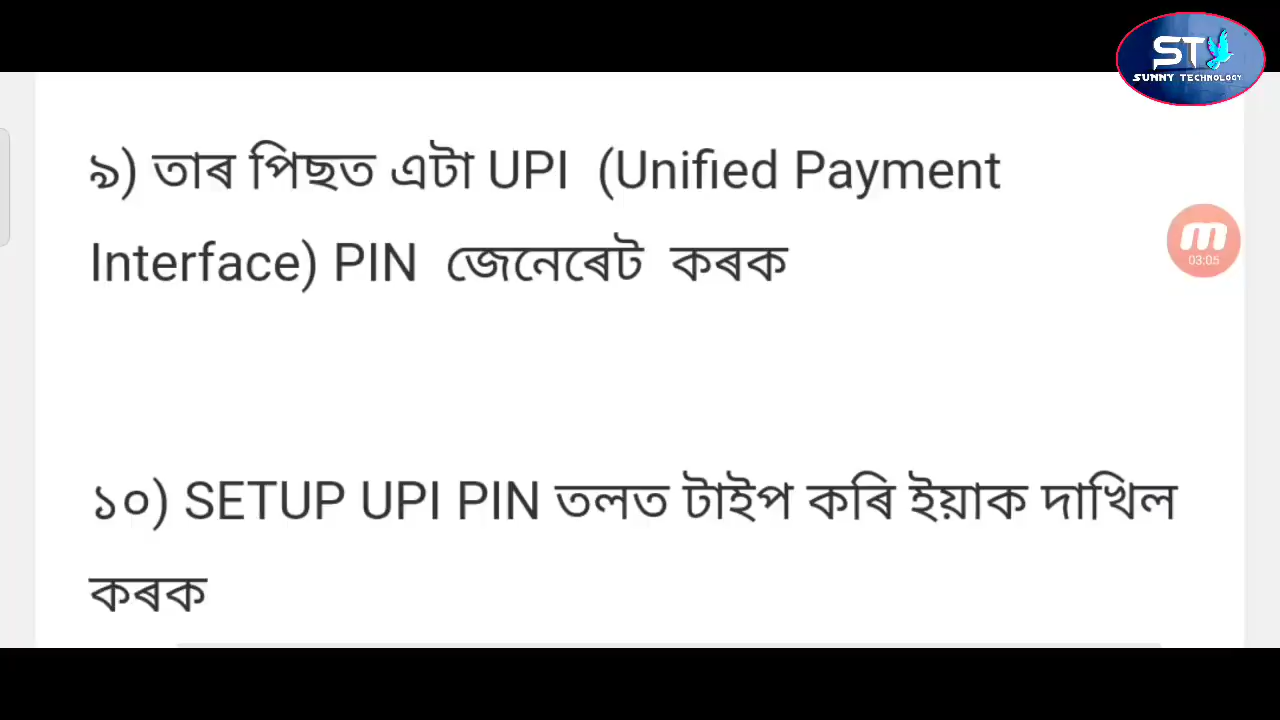 ST
SUNNY TECHNOLOGY
৯) তাৰ পিছত এটা UPI (Unified Payment
Interface) PIN জেনেৰেট কৰক
03:05
১০) SETUP UPI PIN তলত টাইপ কৰি ইয়াক দাখিল
কৰক